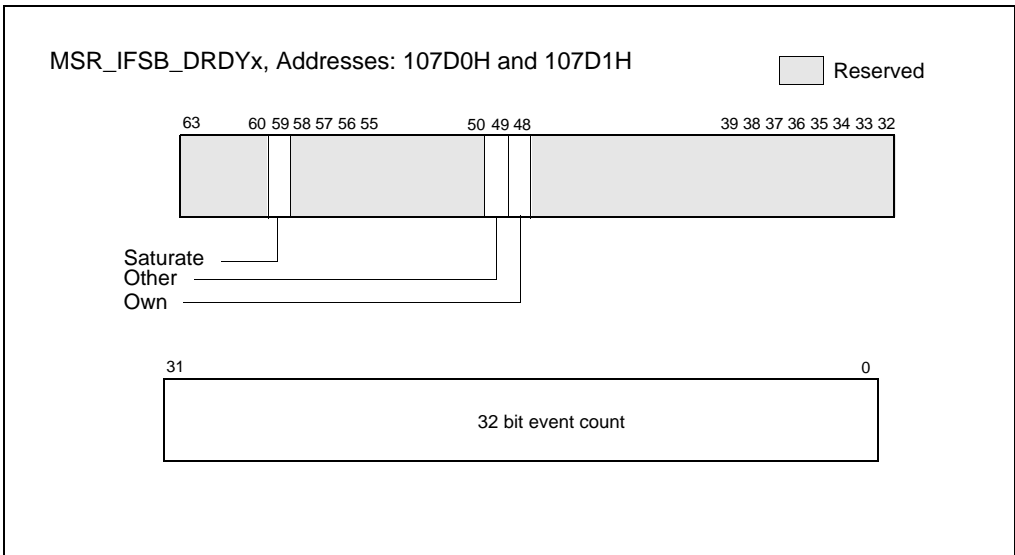 MSR_IFSB_DRDYx, Addresses: 107D0H and 107D1H
Reserved
63 60 59 58 57 56 55 50 49 48 39 38 37 36 35 34 33 32
Saturate
Other
Own
31 0
32 bit event count